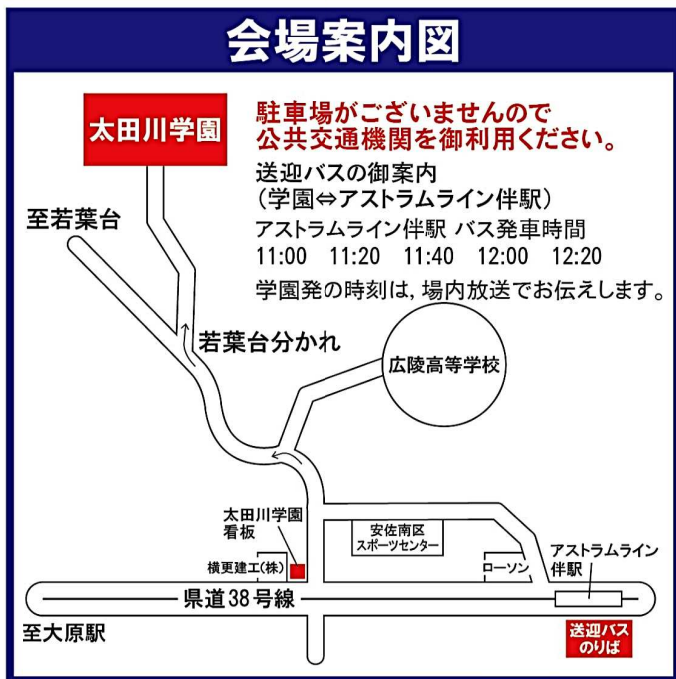 会場案内図
太田川学園
駐車場がございませんので
公共交通機関を御利用ください。
送迎バスの御案内
(学園⇔アストラムライン伴駅)
アストラムライン伴駅 バス発車時間
11:00 11:20 11:40 12:00 12:20
学園発の時刻は,場内放送でお伝えします。
至若葉台
若葉台分かれ
広陵高等学校
太田川学園
看板
安佐南区
スポーツセンター
横更建工(株)
ローソン
アストラムライン
伴駅
県道38号線
至大原駅
送迎バス
のりば